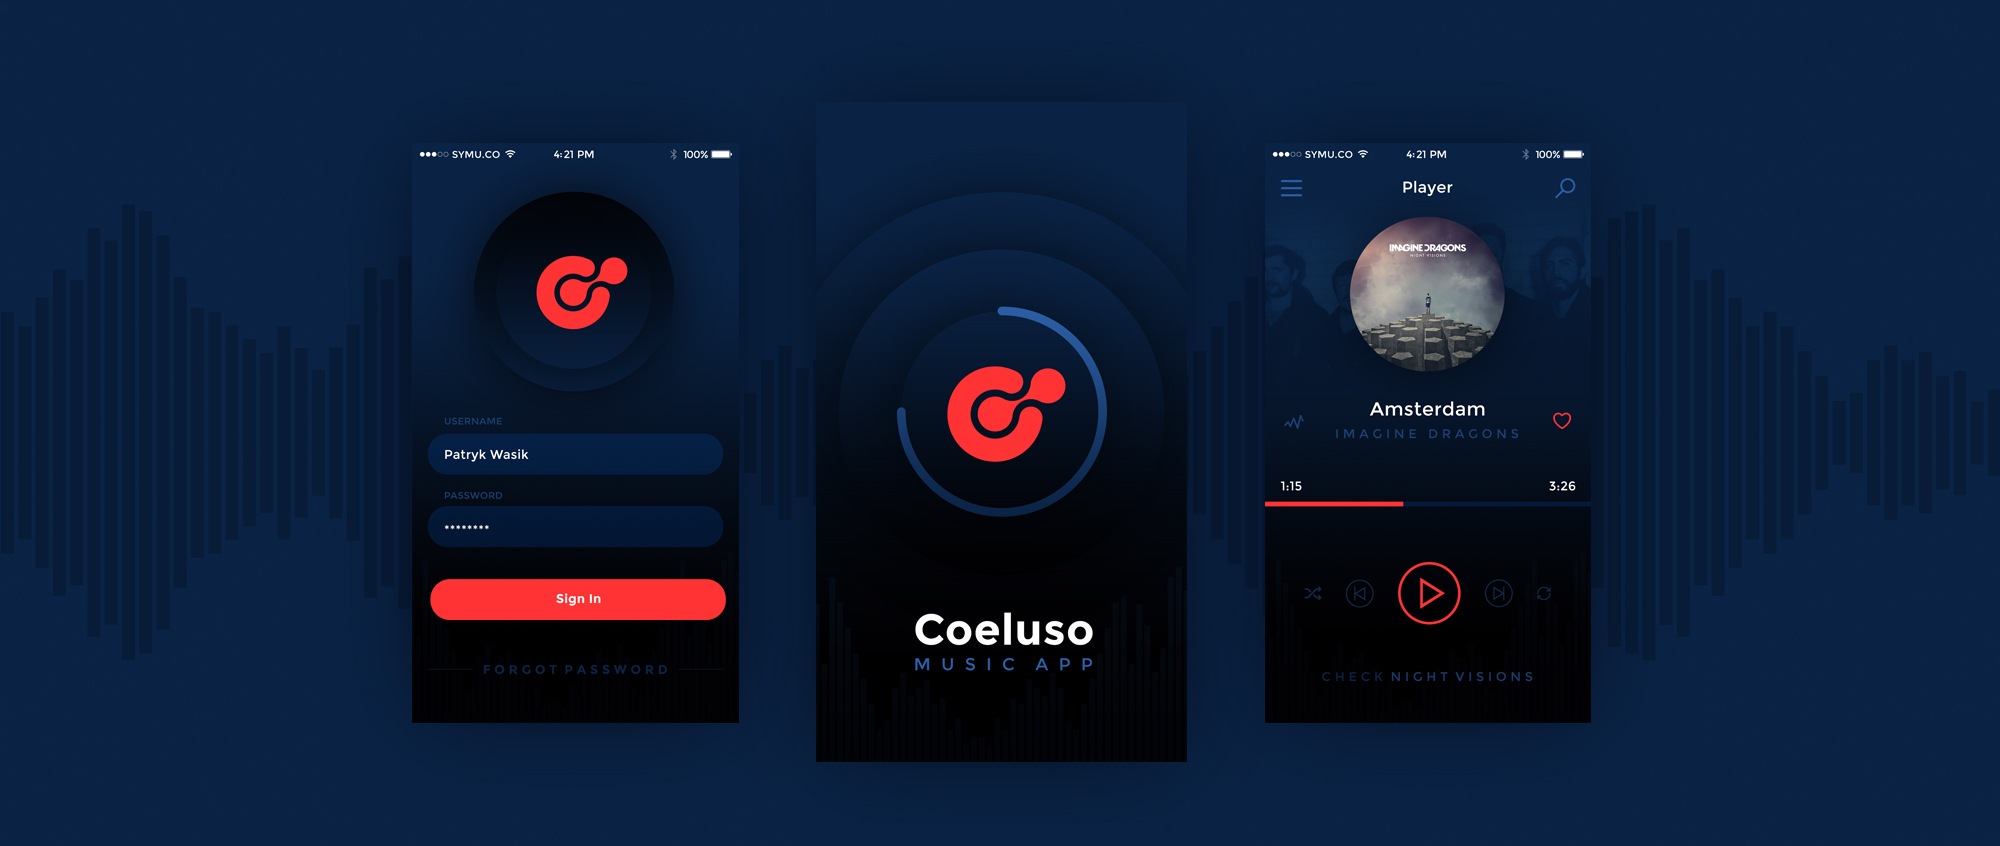 SYMU.CO
4:21 PM
100%
USERNAME
Patryk Wasik
PASSWORD
********
Sign In
FORGOT PASSWORD
Coeluso
MUSIC APP
SYMU.CO
4:21 PM
100%
Player
IMAGINE DRAGONS
NIGHT VISIONS
Amsterdam
IMAGINE DRAGONS
1:15
3:26
CHECK NIGHT VISIONS